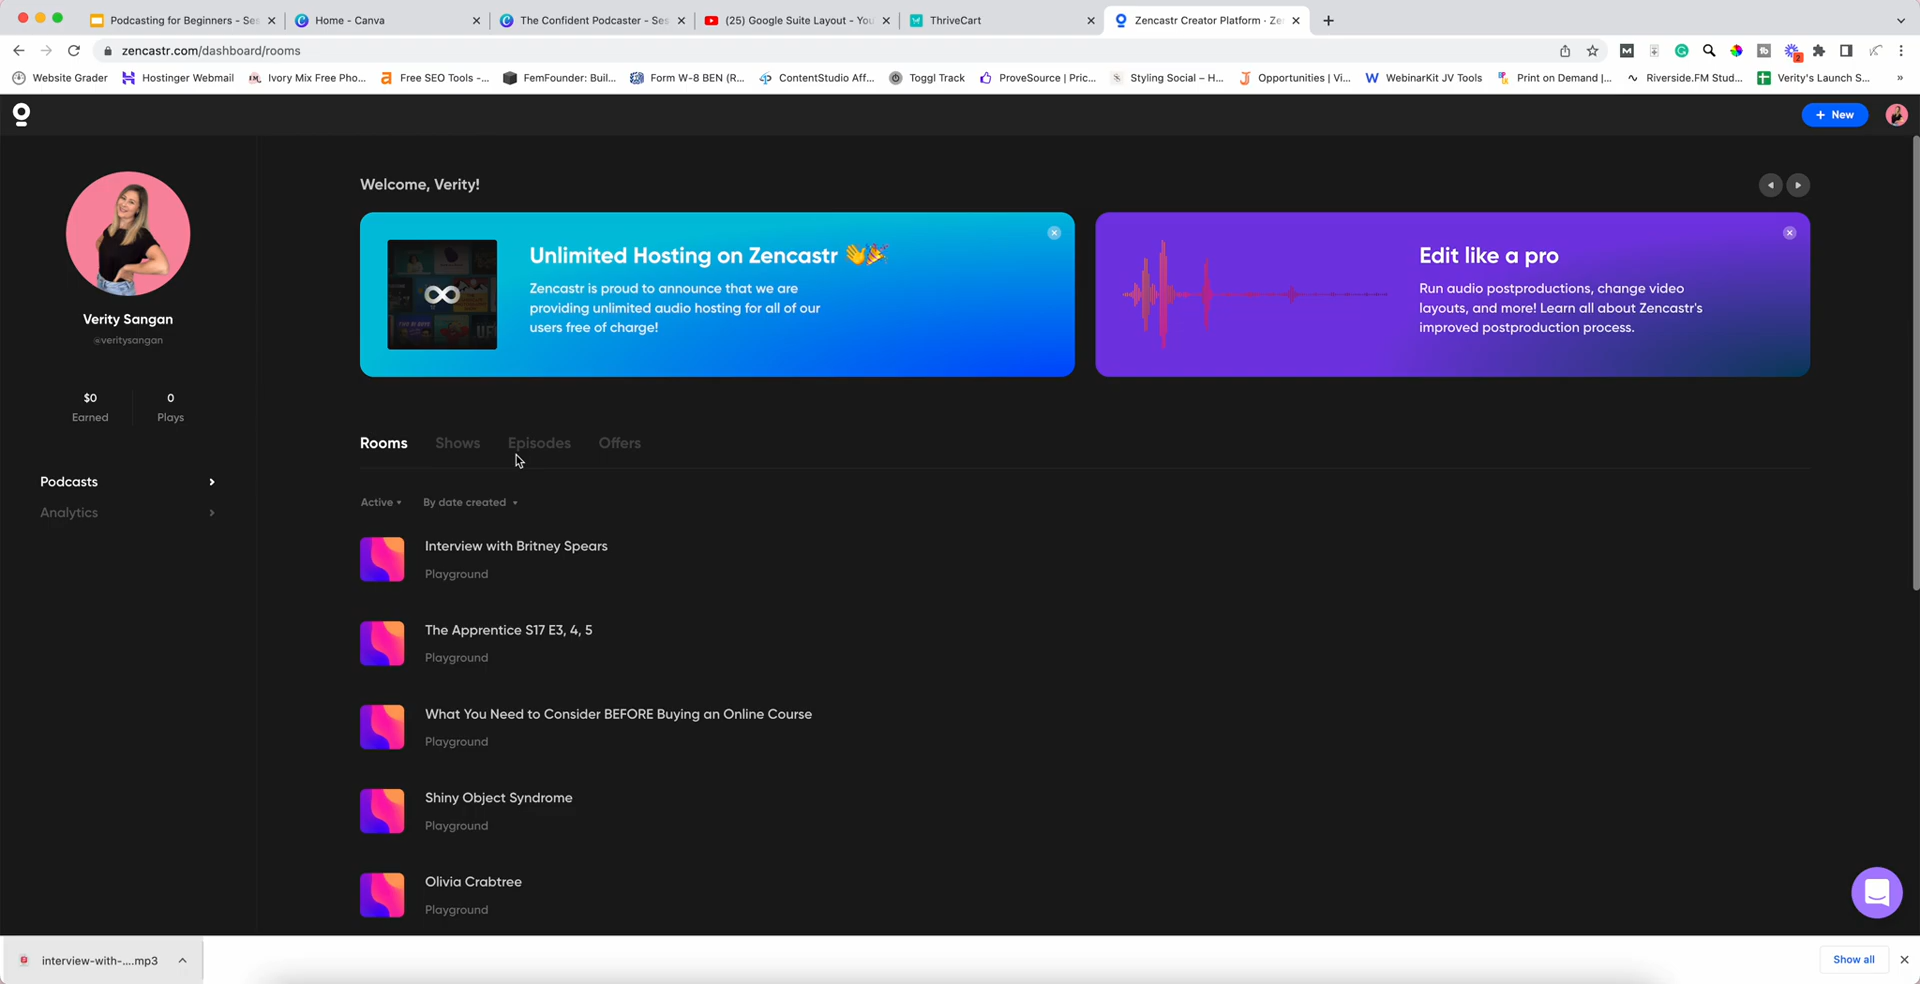 Podcasting for Beginners - Ses
Home - Canva
The Confident Podcaster - Ses
(25) Google Suite Layout - You
ThriveCart
Zencastr Creator Platform · Ze
zencastr.com/dashboard/rooms
Website Grader
Hostinger Webmail
Ivory Mix Free Pho...
Free SEO Tools -...
FemFounder: Buil...
Form W-8 BEN (R...
ContentStudio Aff...
Toggl Track
ProveSource | Pric...
Styling Social – H...
Opportunities | Vi...
WebinarKit JV Tools
Print on Demand |...
Riverside.FM Stud...
Verity's Launch S...
»
+ New
Verity Sangan
@veritysangan
$0
Earned
0
Plays
Podcasts
Analytics
Welcome, Verity!
Unlimited Hosting on Zencastr 👋🎉
Zencastr is proud to announce that we are
providing unlimited audio hosting for all of our
users free of charge!
Edit like a pro
Run audio postproductions, change video
layouts, and more! Learn all about Zencastr's
improved postproduction process.
Rooms Shows Episodes Offers
Active By date created
Interview with Britney Spears
Playground
The Apprentice S17 E3, 4, 5
Playground
What You Need to Consider BEFORE Buying an Online Course
Playground
Shiny Object Syndrome
Playground
Olivia Crabtree
Playground
interview-with-....mp3
Show all